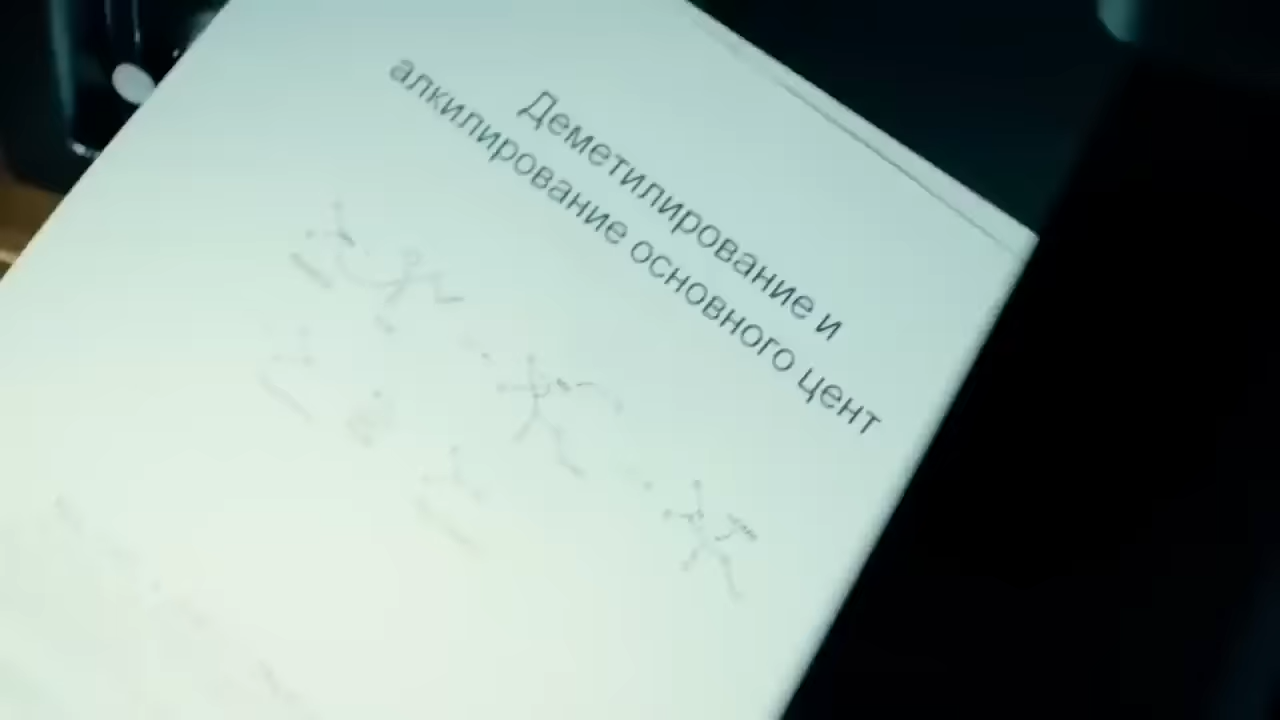 Деметилирование и
алкилирование основного цент